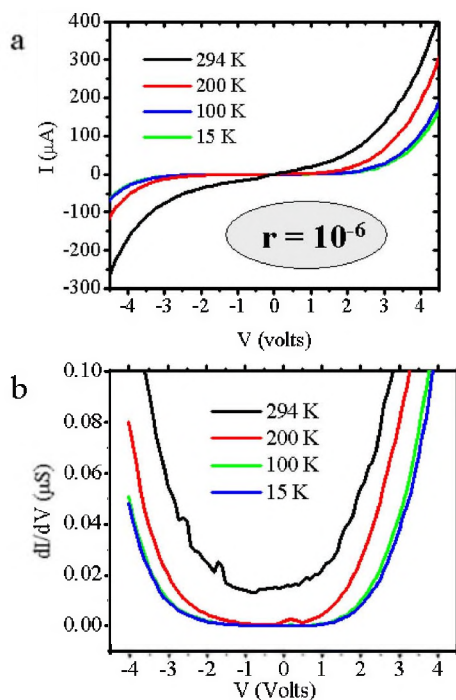 a
400
300
200
100
0
-100
-200
-300
I (μA)
294 K
200 K
100 K
15 K
r = 10⁻⁶
-4 -3 -2 -1 0 1 2 3 4
V (volts)
b
0.10
0.08
0.06
0.04
0.02
0.00
dI/dV (μS)
294 K
200 K
100 K
15 K
-4 -3 -2 -1 0 1 2 3 4
V (Volts)